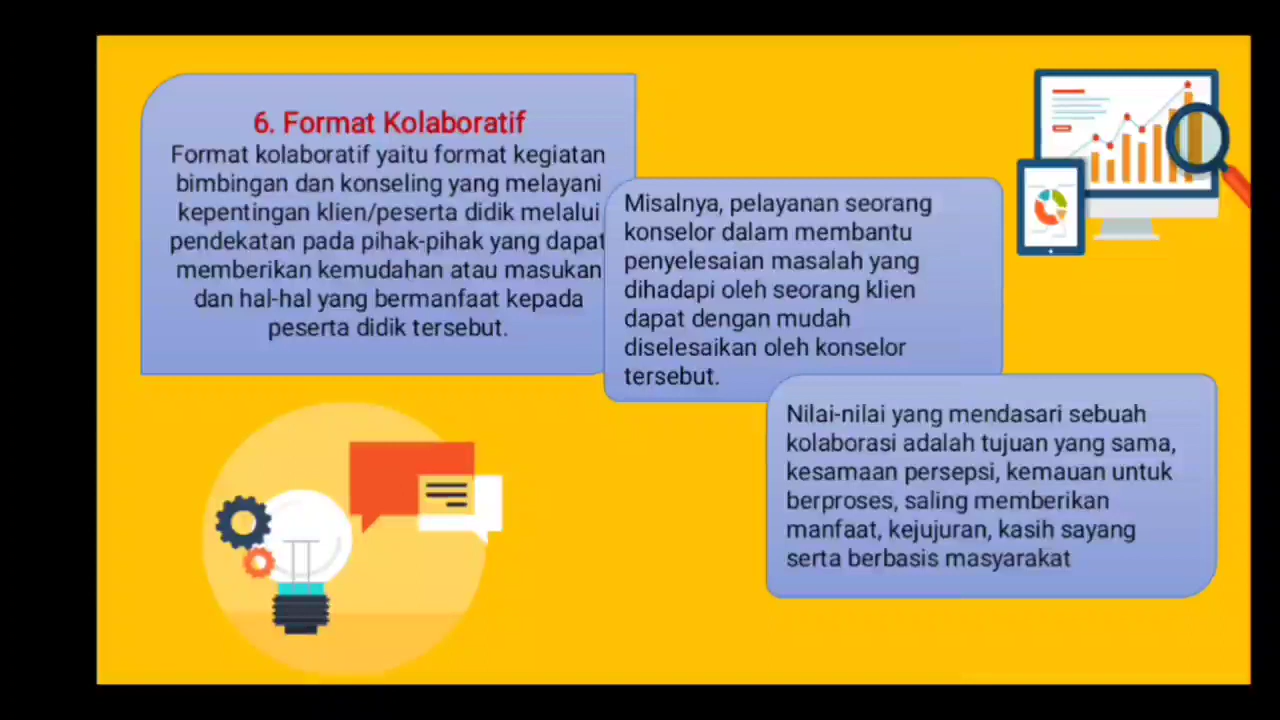 6. Format Kolaboratif
Format kolaboratif yaitu format kegiatan
bimbingan dan konseling yang melayani
kepentingan klien/peserta didik melalui
pendekatan pada pihak-pihak yang dapat
memberikan kemudahan atau masukan
dan hal-hal yang bermanfaat kepada
peserta didik tersebut.
Misalnya, pelayanan seorang
konselor dalam membantu
penyelesaian masalah yang
dihadapi oleh seorang klien
dapat dengan mudah
diselesaikan oleh konselor
tersebut.
Nilai-nilai yang mendasari sebuah
kolaborasi adalah tujuan yang sama,
kesamaan persepsi, kemauan untuk
berproses, saling memberikan
manfaat, kejujuran, kasih sayang
serta berbasis masyarakat